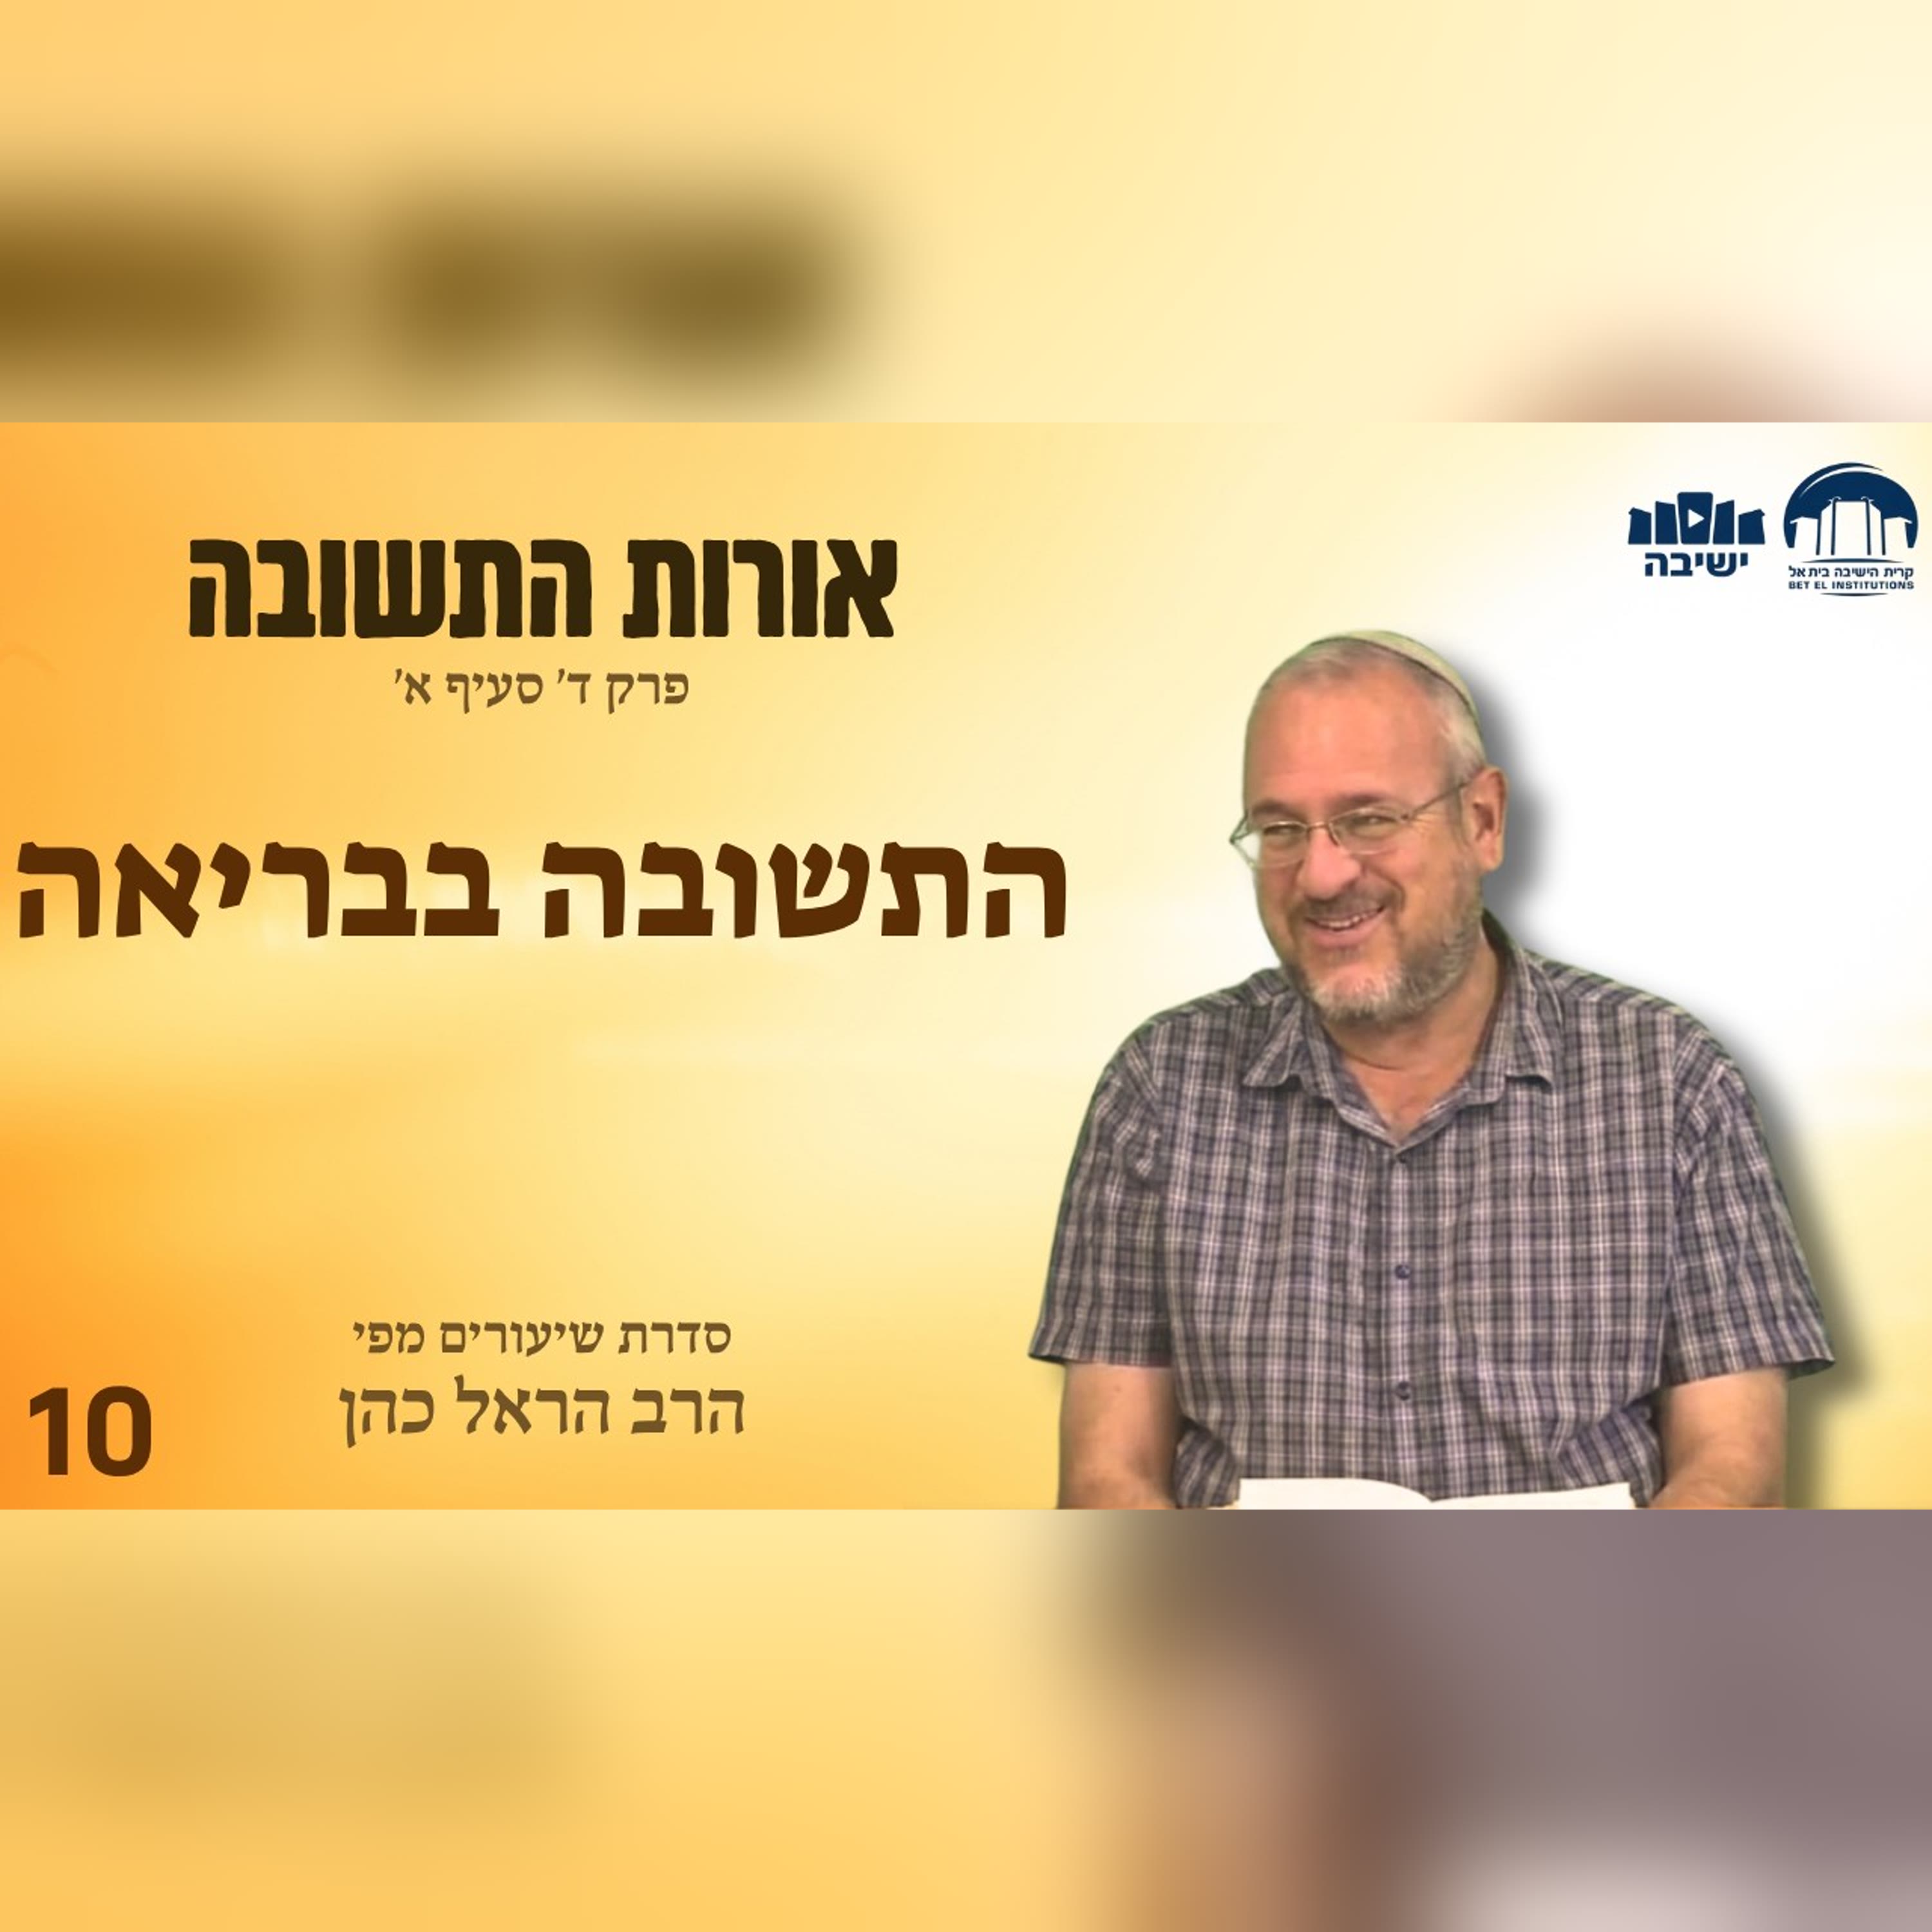 אורות התשובה
פרק ד' סעיף א'
התשובה בבריאה
סדרת שיעורים מפי
הרב הראל כהן
10
ישיבה
קרית הישיבה בית אל
BET EL INSTITUTIONS